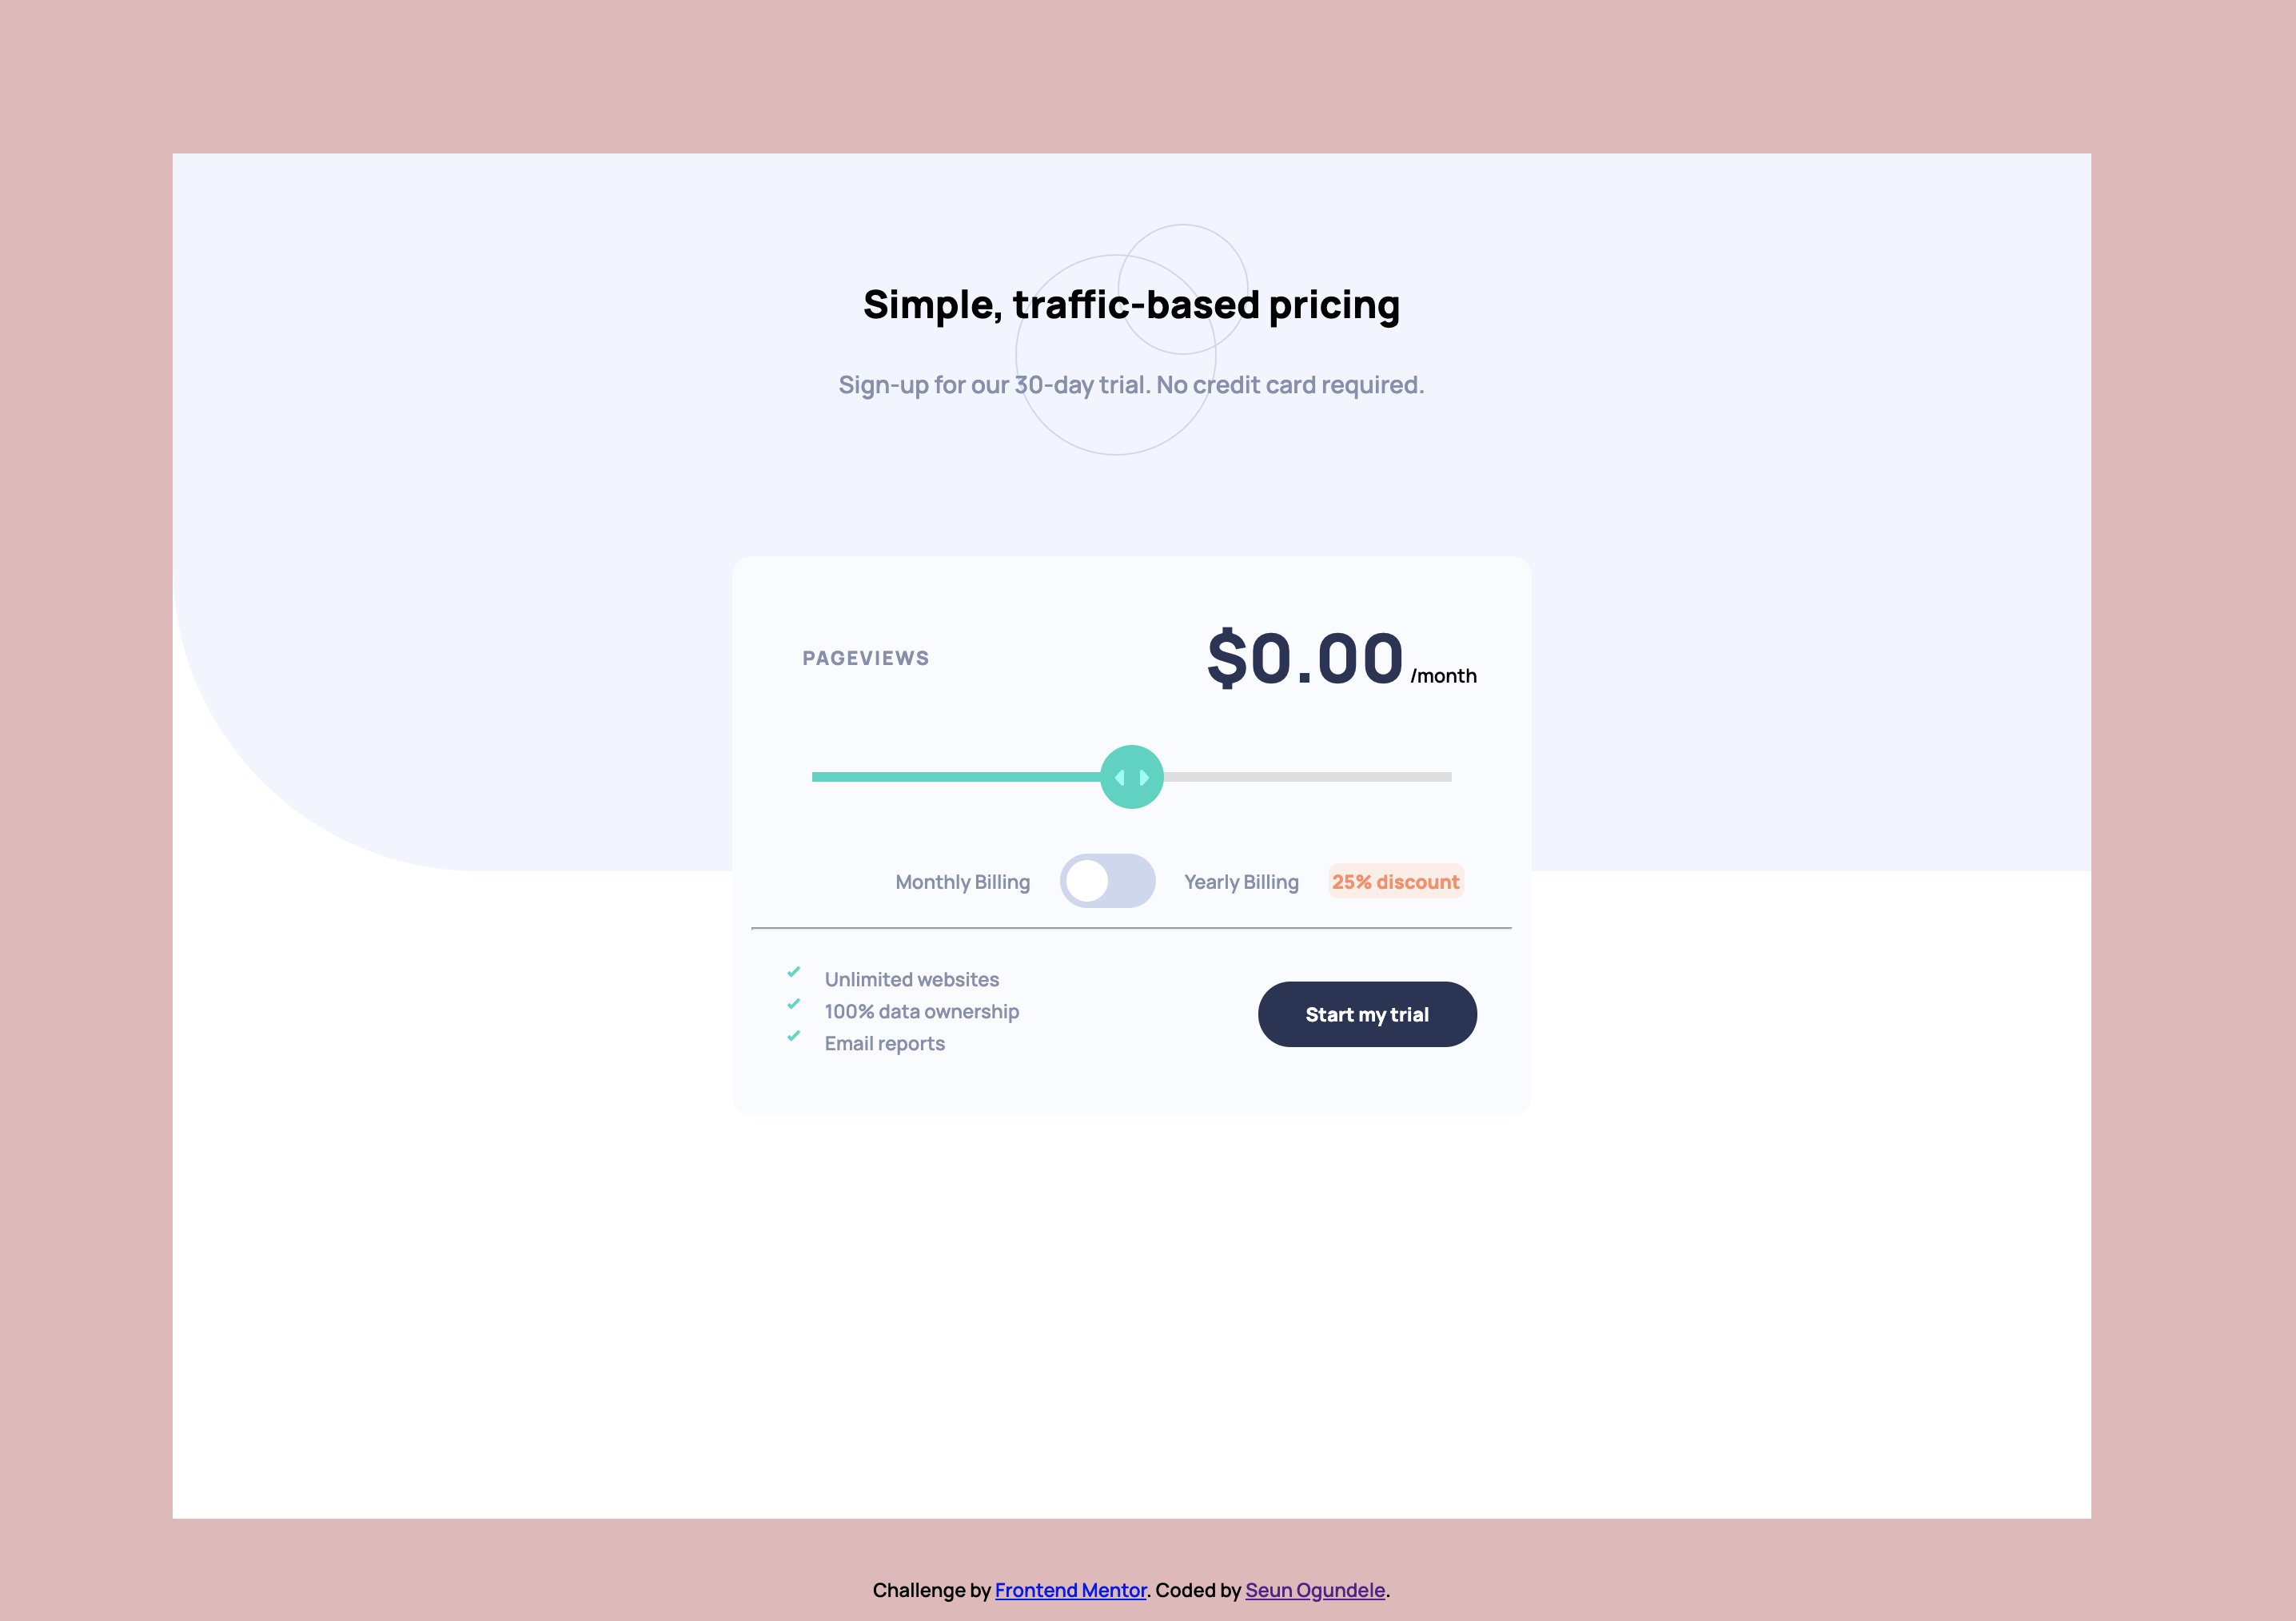 Simple, traffic-based pricing
Sign-up for our 30-day trial. No credit card required.
PAGEVIEWS
$0.00 /month
Monthly Billing
Yearly Billing
25% discount
Unlimited websites
100% data ownership
Email reports
Start my trial
Challenge by Frontend Mentor. Coded by Seun Ogundele.